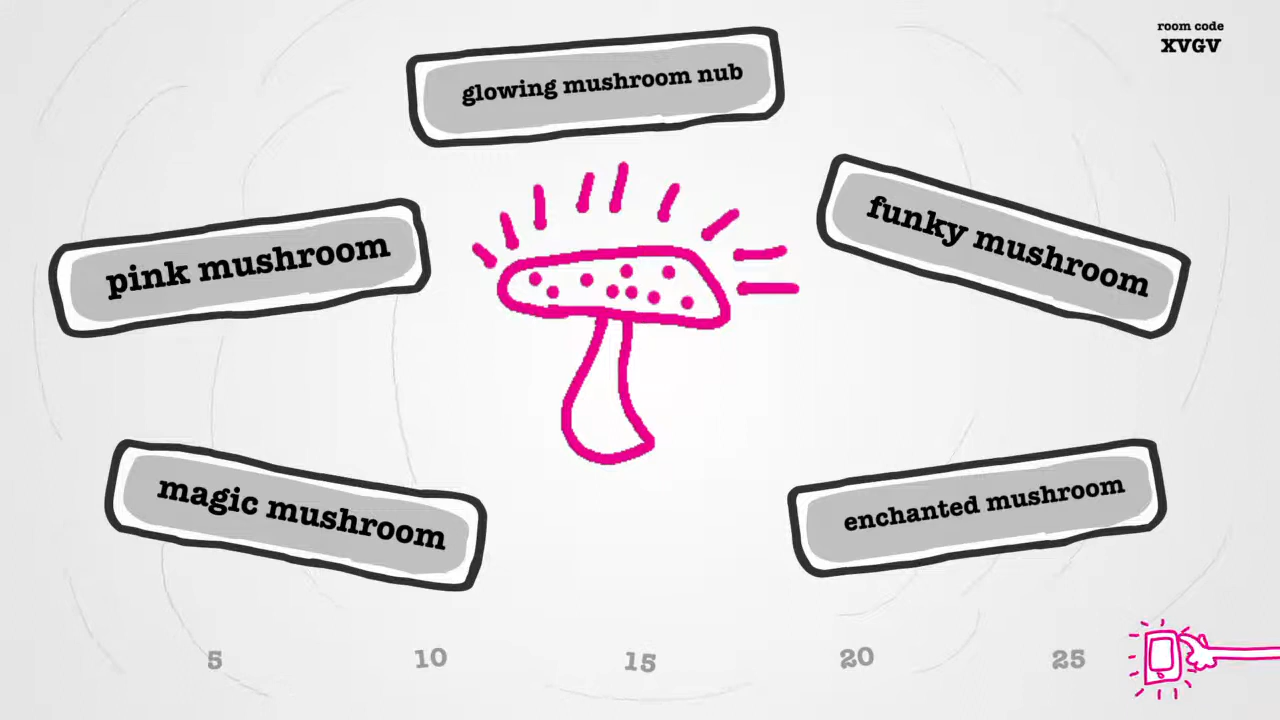 room code
XVGV
glowing mushroom nub
funky mushroom
pink mushroom
magic mushroom
enchanted mushroom
5 10 15 20 25